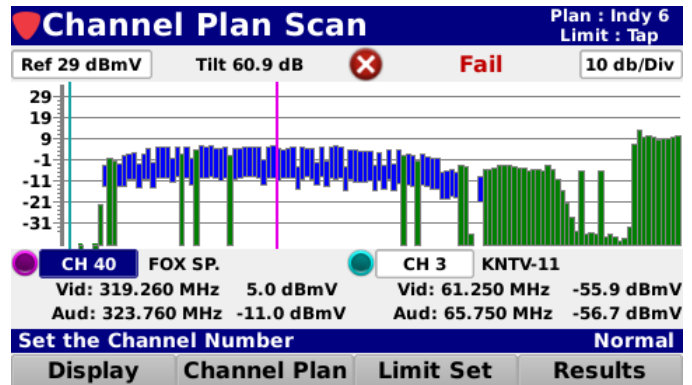 Channel Plan Scan
Plan : Indy 6
Limit : Tap
Ref 29 dBmV
Tilt 60.9 dB
Fail
10 db/Div
29
19
9
-1
-11
-21
-31
CH 40 FOX SP.
CH 3 KNTV-11
Vid: 319.260 MHz 5.0 dBmV
Vid: 61.250 MHz -55.9 dBmV
Aud: 323.760 MHz -11.0 dBmV
Aud: 65.750 MHz -56.7 dBmV
Set the Channel Number
Normal
Display
Channel Plan
Limit Set
Results